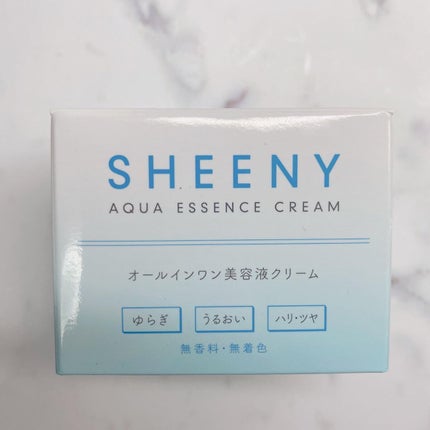 SHEENY
AQUA ESSENCE CREAM
オールインワン美容液クリーム
ゆらぎ うるおい ハリ・ツヤ
無香料・無着色